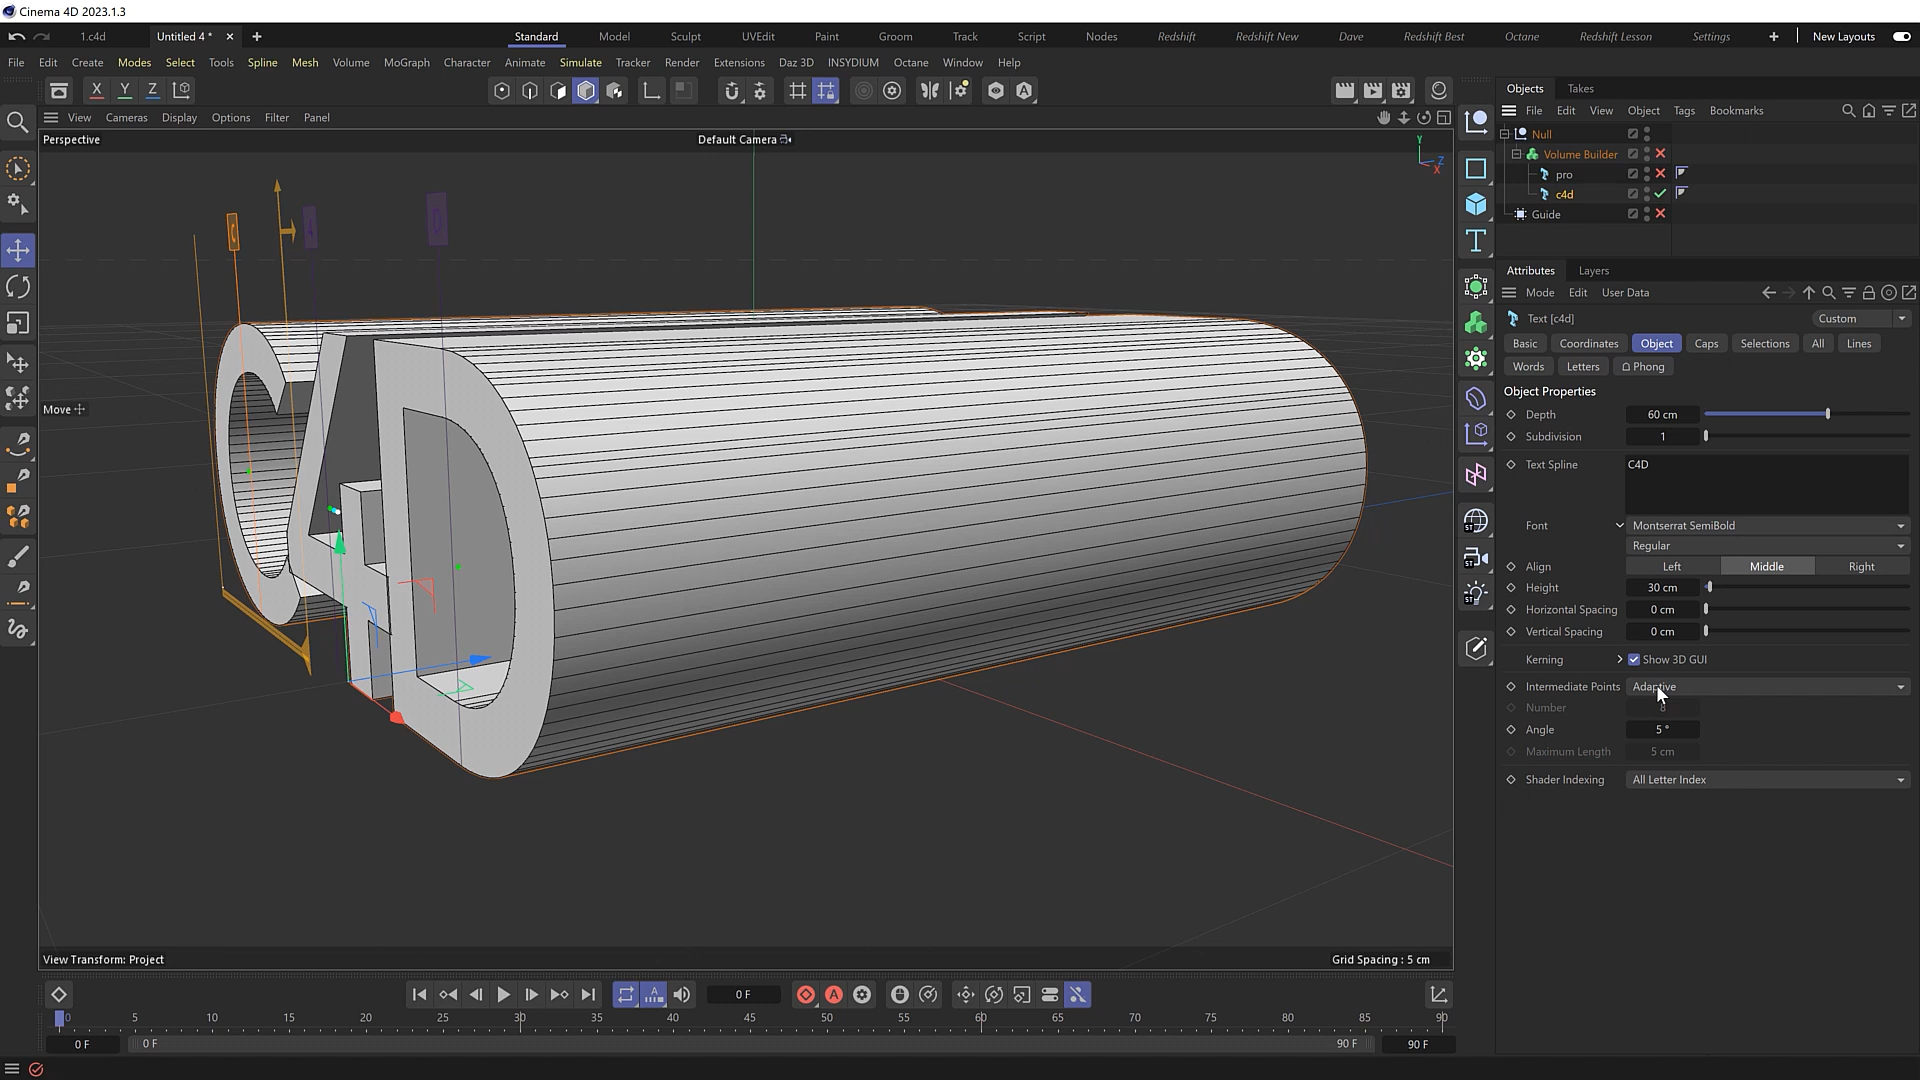 Cinema 4D 2023.1.3
1.c4d
Untitled 4 *
Standard Model Sculpt UVEdit Paint Groom Track Script Nodes Redshift Redshift New Dave Redshift Best Octane Redshift Lesson Settings New Layouts
File Edit Create Modes Select Tools Spline Mesh Volume MoGraph Character Animate Simulate Tracker Render Extensions Daz 3D INSYDIUM Octane Window Help
X Y Z
View Cameras Display Options Filter Panel
Perspective
Default Camera
Y
Z
X
Move
View Transform: Project
Grid Spacing : 5 cm
Objects Takes
File Edit View Object Tags Bookmarks
Null
Volume Builder
pro
c4d
Guide
Attributes Layers
Mode Edit User Data
Text [c4d]
Custom
Basic Coordinates Object Caps Selections All Lines
Words Letters Phong
Object Properties
Depth 60 cm
Subdivision 1
Text Spline C4D
Font Montserrat SemiBold
Regular
Align Left Middle Right
Height 30 cm
Horizontal Spacing 0 cm
Vertical Spacing 0 cm
Kerning Show 3D GUI
Intermediate Points Adaptive
Number 8
Angle 5 °
Maximum Length 5 cm
Shader Indexing All Letter Index
0 F
0 5 10 15 20 25 30 35 40 45 50 55 60 65 70 75 80 85 90
0 F 0 F 90 F 90 F